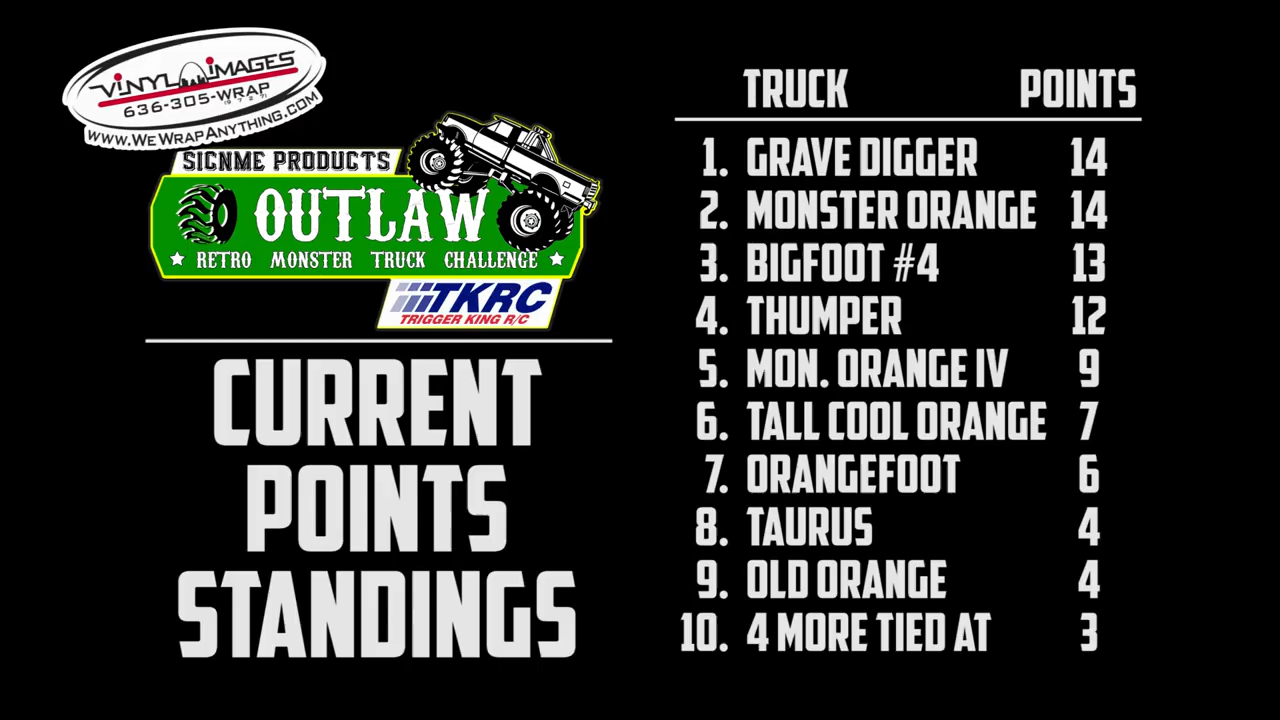 VINYL IMAGES
636-305-WRAP
(9727)
WWW.WEWRAPANYTHING.COM
SICNME PRODUCTS
OUTLAW
RETRO MONSTER TRUCK CHALLENGE
TKRC
TRIGGER KING R/C
CURRENT
POINTS
STANDINGS
TRUCK POINTS
1. GRAVE DIGGER 14
2. MONSTER ORANGE 14
3. BIGFOOT #4 13
4. THUMPER 12
5. MON. ORANGE IV 9
6. TALL COOL ORANGE 7
7. ORANGEFOOT 6
8. TAURUS 4
9. OLD ORANGE 4
10. 4 MORE TIED AT 3